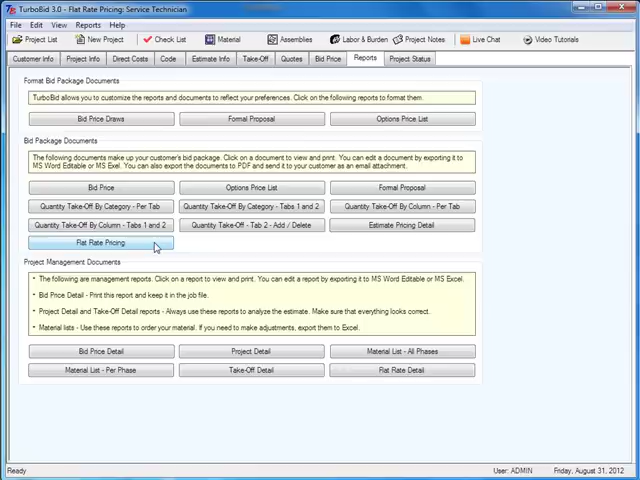 TurboBid 3.0 - Flat Rate Pricing: Service Technician
File Edit View Reports Help
Project List New Project Check List Material Assemblies Labor & Burden Project Notes Live Chat Video Tutorials
Customer Info Project Info Direct Costs Code Estimate Info Take-Off Quotes Bid Price Reports Project Status
Format Bid Package Documents
TurboBid allows you to customize the reports and documents to reflect your preferences. Click on the following reports to format them.
Bid Price Draws Formal Proposal Options Price List
Bid Package Documents
The following documents make up your customer's bid package. Click on a document to view and print. You can edit a document by exporting it to
MS Word Editable or MS Exel. You can also export the documents to PDF and send it to your customer as an email attachment.
Bid Price Options Price List Formal Proposal
Quantity Take-Off By Category - Per Tab Quantity Take-Off By Category - Tabs 1 and 2 Quantity Take-Off By Column - Per Tab
Quantity Take-Off By Column - Tabs 1 and 2 Quantity Take-Off - Tab 2 - Add / Delete Estimate Pricing Detail
Flat Rate Pricing
Project Management Documents
• The following are management reports. Click on a report to view and print. You can edit a report by exporting it to MS Word Editable or MS Excel.
• Bid Price Detail - Print this report and keep it in the job file.
• Project Detail and Take-Off Detail reports - Always use these reports to analyze the estimate. Make sure that everything looks correct.
• Material lists - Use these reports to order your material. If you need to make adjustments, export them to Excel.
Bid Price Detail Project Detail Material List - All Phases
Material List - Per Phase Take-Off Detail Flat Rate Detail
Ready User: ADMIN Friday, August 31, 2012